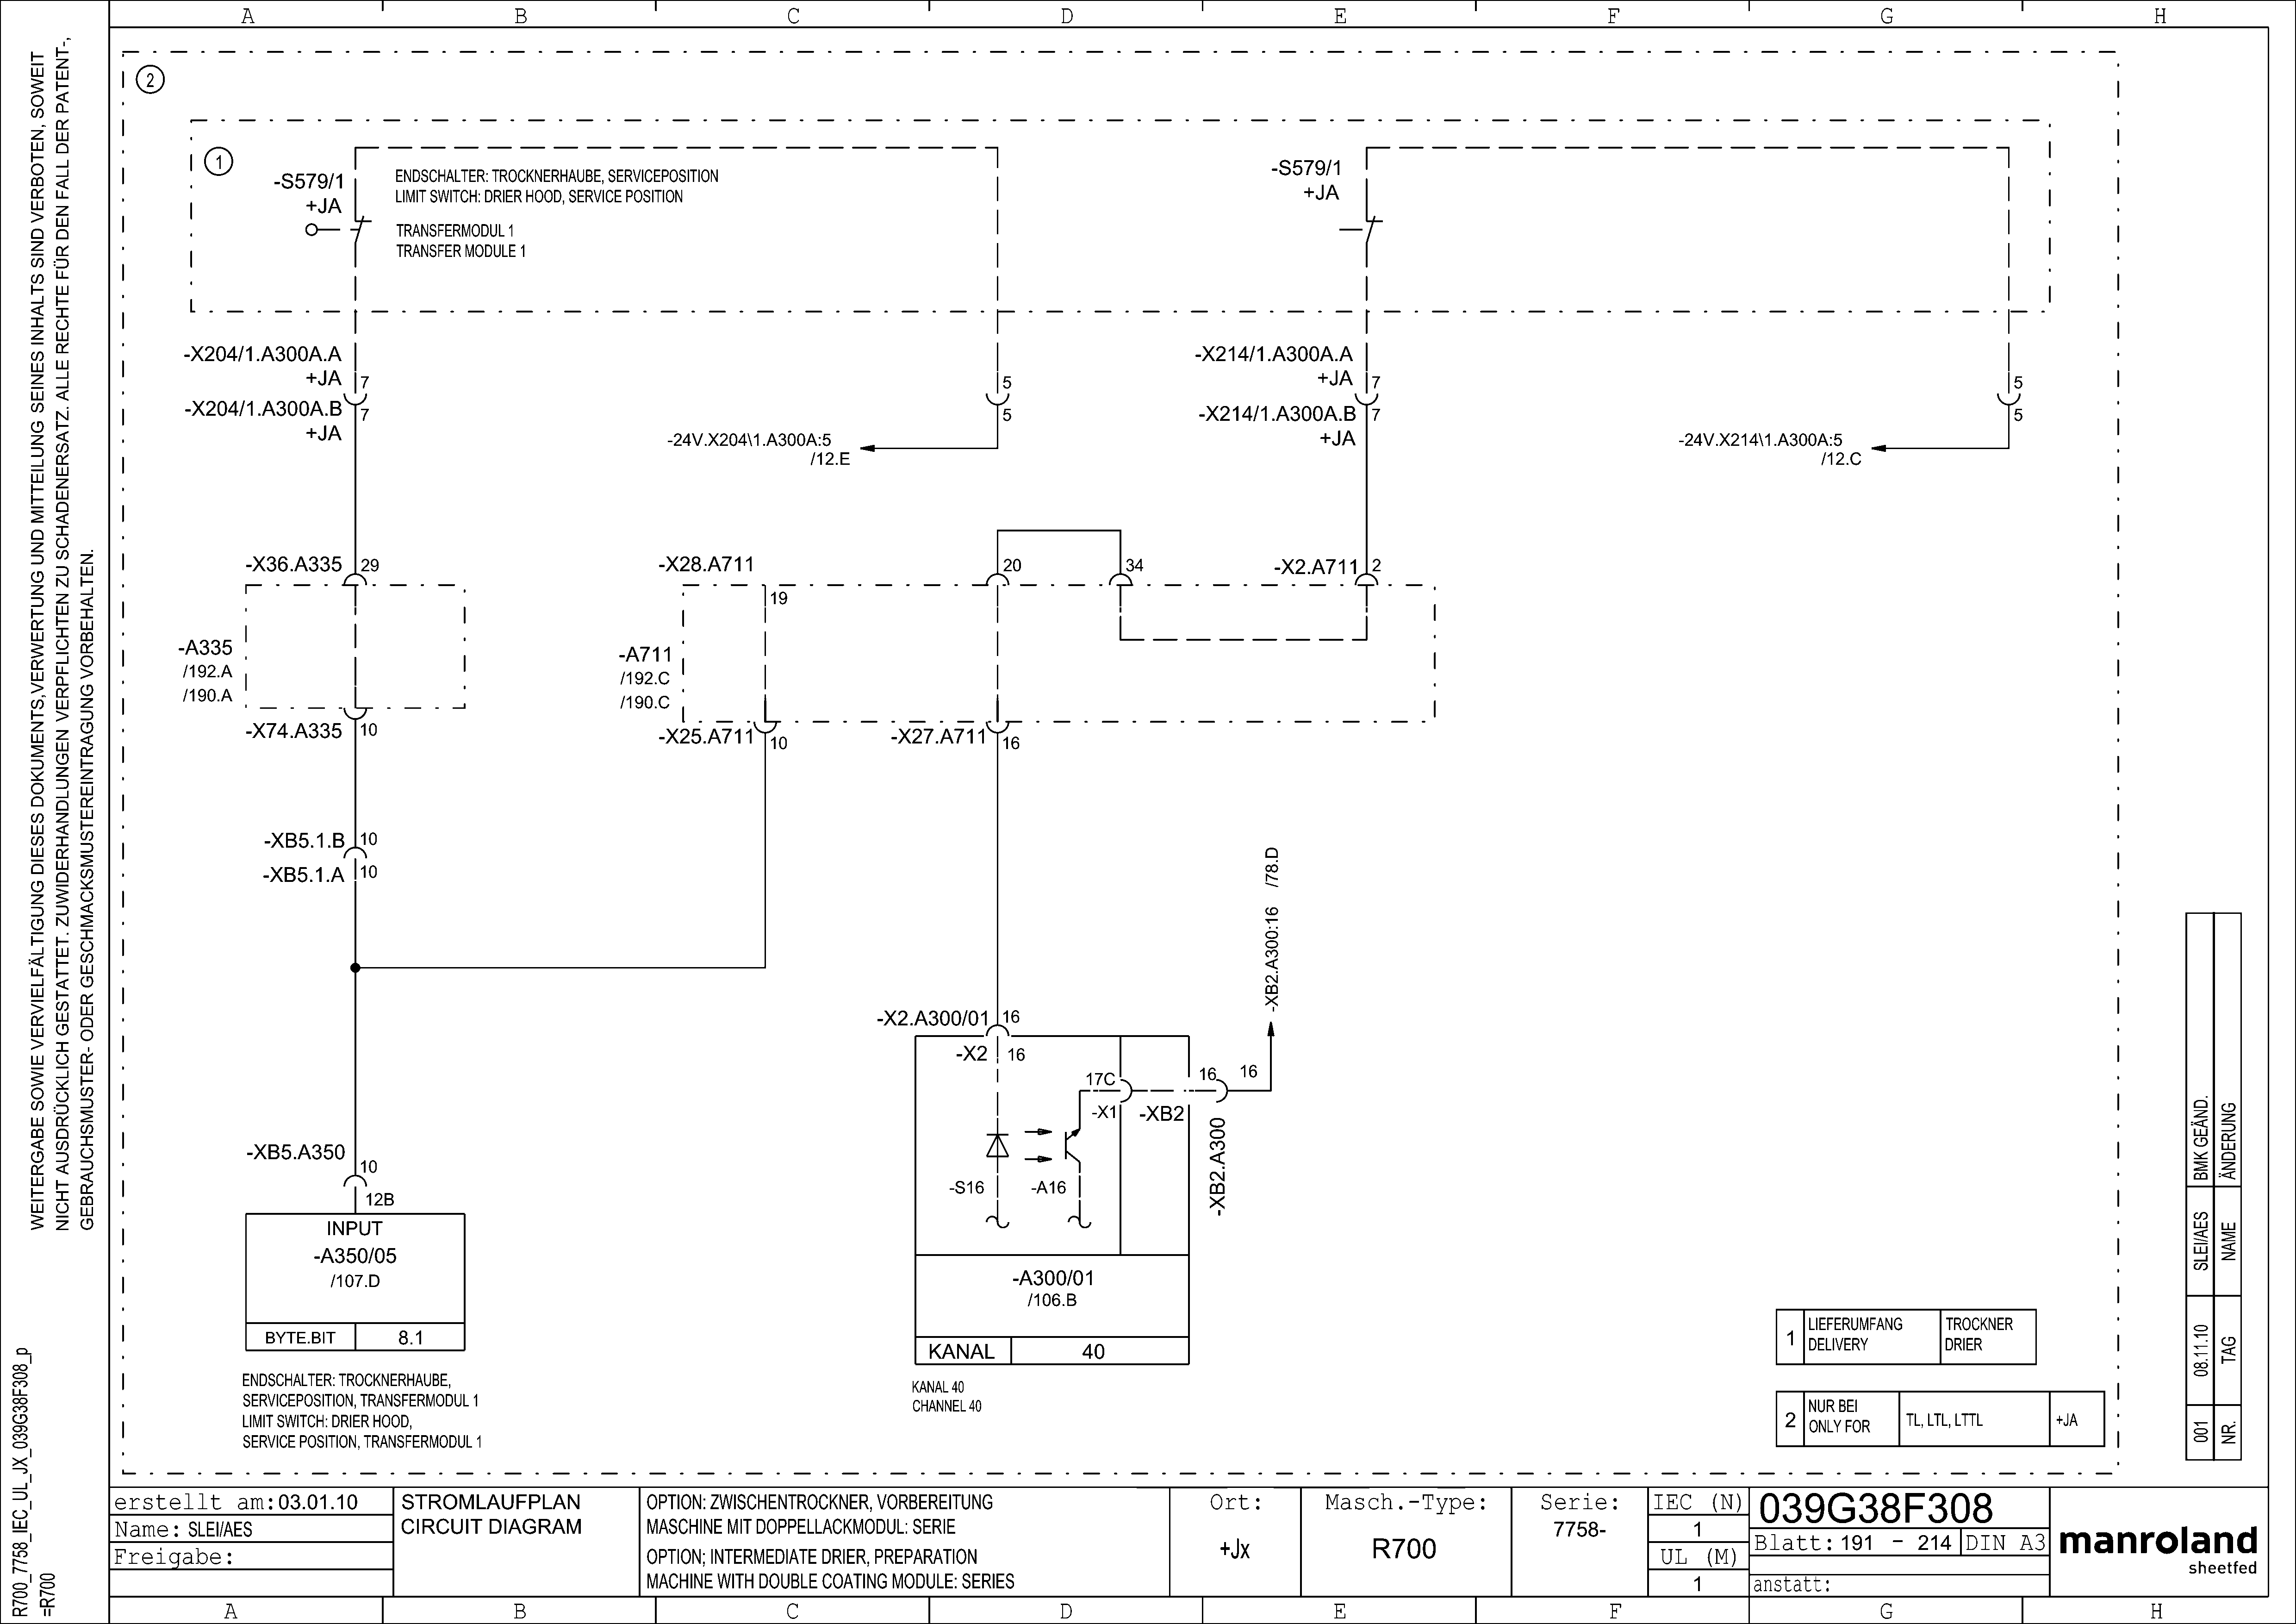 A B C D E F G H
WEITERGABE SOWIE VERVIELFÄLTIGUNG DIESES DOKUMENTS,VERWERTUNG UND MITTEILUNG SEINES INHALTS SIND VERBOTEN, SOWEIT
NICHT AUSDRÜCKLICH GESTATTET. ZUWIDERHANDLUNGEN VERPFLICHTEN ZU SCHADENERSATZ. ALLE RECHTE FÜR DEN FALL DER PATENT-,
GEBRAUCHSMUSTER- ODER GESCHMACKSMUSTEREINTRAGUNG VORBEHALTEN.
R700_7758_IEC_UL_JX_039G38F308_p
=R700
2
1
-S579/1
+JA
ENDSCHALTER: TROCKNERHAUBE, SERVICEPOSITION
LIMIT SWITCH: DRIER HOOD, SERVICE POSITION
TRANSFERMODUL 1
TRANSFER MODULE 1
-S579/1
+JA
-X204/1.A300A.A
+JA 7
-X204/1.A300A.B 7
+JA
5
5
-24V.X204\1.A300A:5
/12.E
-X214/1.A300A.A
+JA 7
-X214/1.A300A.B 7
+JA
5
5
-24V.X214\1.A300A:5
/12.C
-X36.A335 29
-X28.A711 20 34
-X2.A711 2
19
-A335
/192.A
/190.A
-A711
/192.C
/190.C
-X74.A335 10
-X25.A711 10
-X27.A711 16
-XB5.1.B 10
-XB5.1.A 10
-XB2.A300:16 /78.D
-X2.A300/01 16
-X2 16
17C
-X1
-XB2
16
16
-XB2.A300
-S16
-A16
-XB5.A350
10
12B
INPUT
-A350/05
/107.D
BYTE.BIT 8.1
ENDSCHALTER: TROCKNERHAUBE,
SERVICEPOSITION, TRANSFERMODUL 1
LIMIT SWITCH: DRIER HOOD,
SERVICE POSITION, TRANSFERMODUL 1
-A300/01
/106.B
KANAL 40
KANAL 40
CHANNEL 40
1 LIEFERUMFANG TROCKNER
DELIVERY DRIER
2 NUR BEI TL, LTL, LTTL +JA
ONLY FOR
001 08.11.10 SLEI/AES BMK GEÄND.
NR. TAG NAME ÄNDERUNG
erstellt am: 03.01.10
Name: SLEI/AES
Freigabe:
STROMLAUFPLAN
CIRCUIT DIAGRAM
OPTION: ZWISCHENTROCKNER, VORBEREITUNG
MASCHINE MIT DOPPELLACKMODUL: SERIE
OPTION; INTERMEDIATE DRIER, PREPARATION
MACHINE WITH DOUBLE COATING MODULE: SERIES
Ort:
+Jx
Masch.-Type:
R700
Serie:
7758-
IEC (N)
1
UL (M)
1
039G38F308
Blatt: 191 - 214 DIN A3
anstatt:
manroland
sheetfed
A B C D E F G H